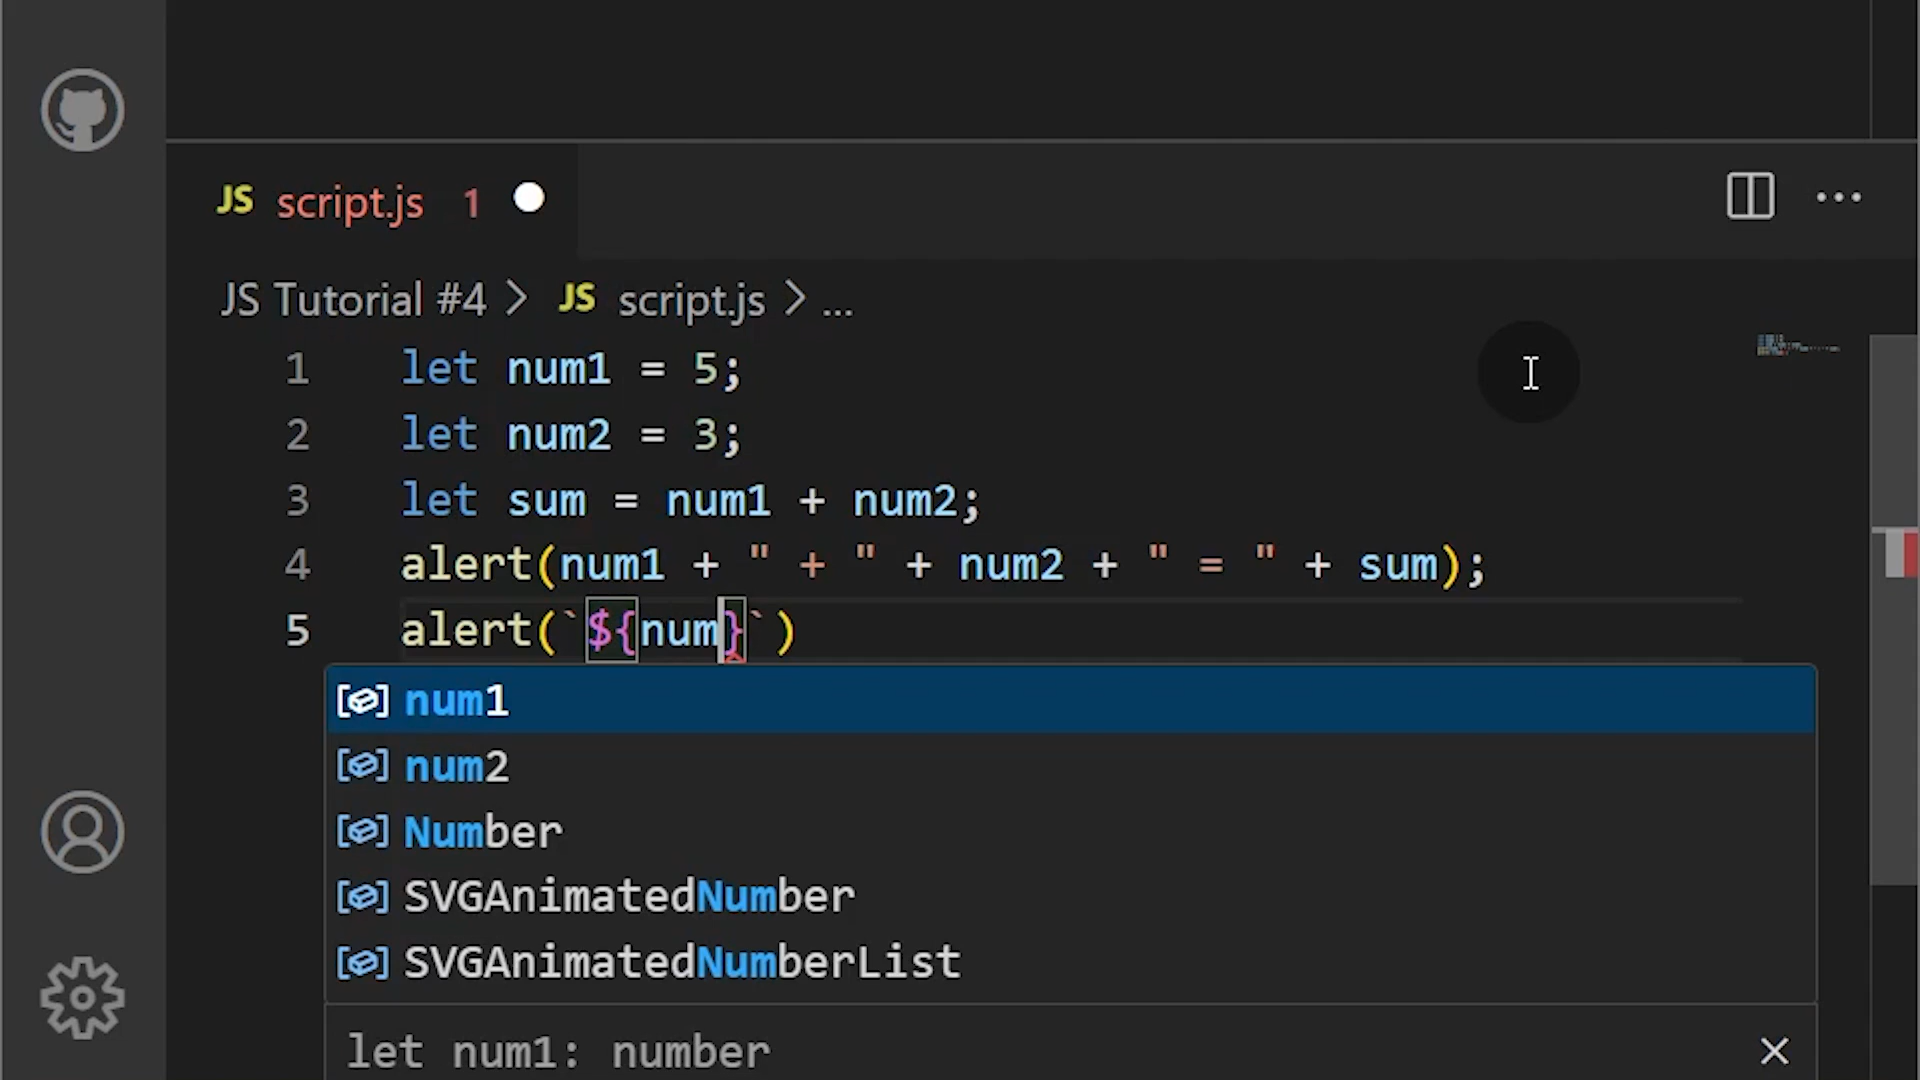 JS script.js 1
JS Tutorial #4 > JS script.js > ...
1 let num1 = 5;
2 let num2 = 3;
3 let sum = num1 + num2;
4 alert(num1 + " + " + num2 + " = " + sum);
5 alert(`${num}`)
num1
num2
Number
SVGAnimatedNumber
SVGAnimatedNumberList
let num1: number